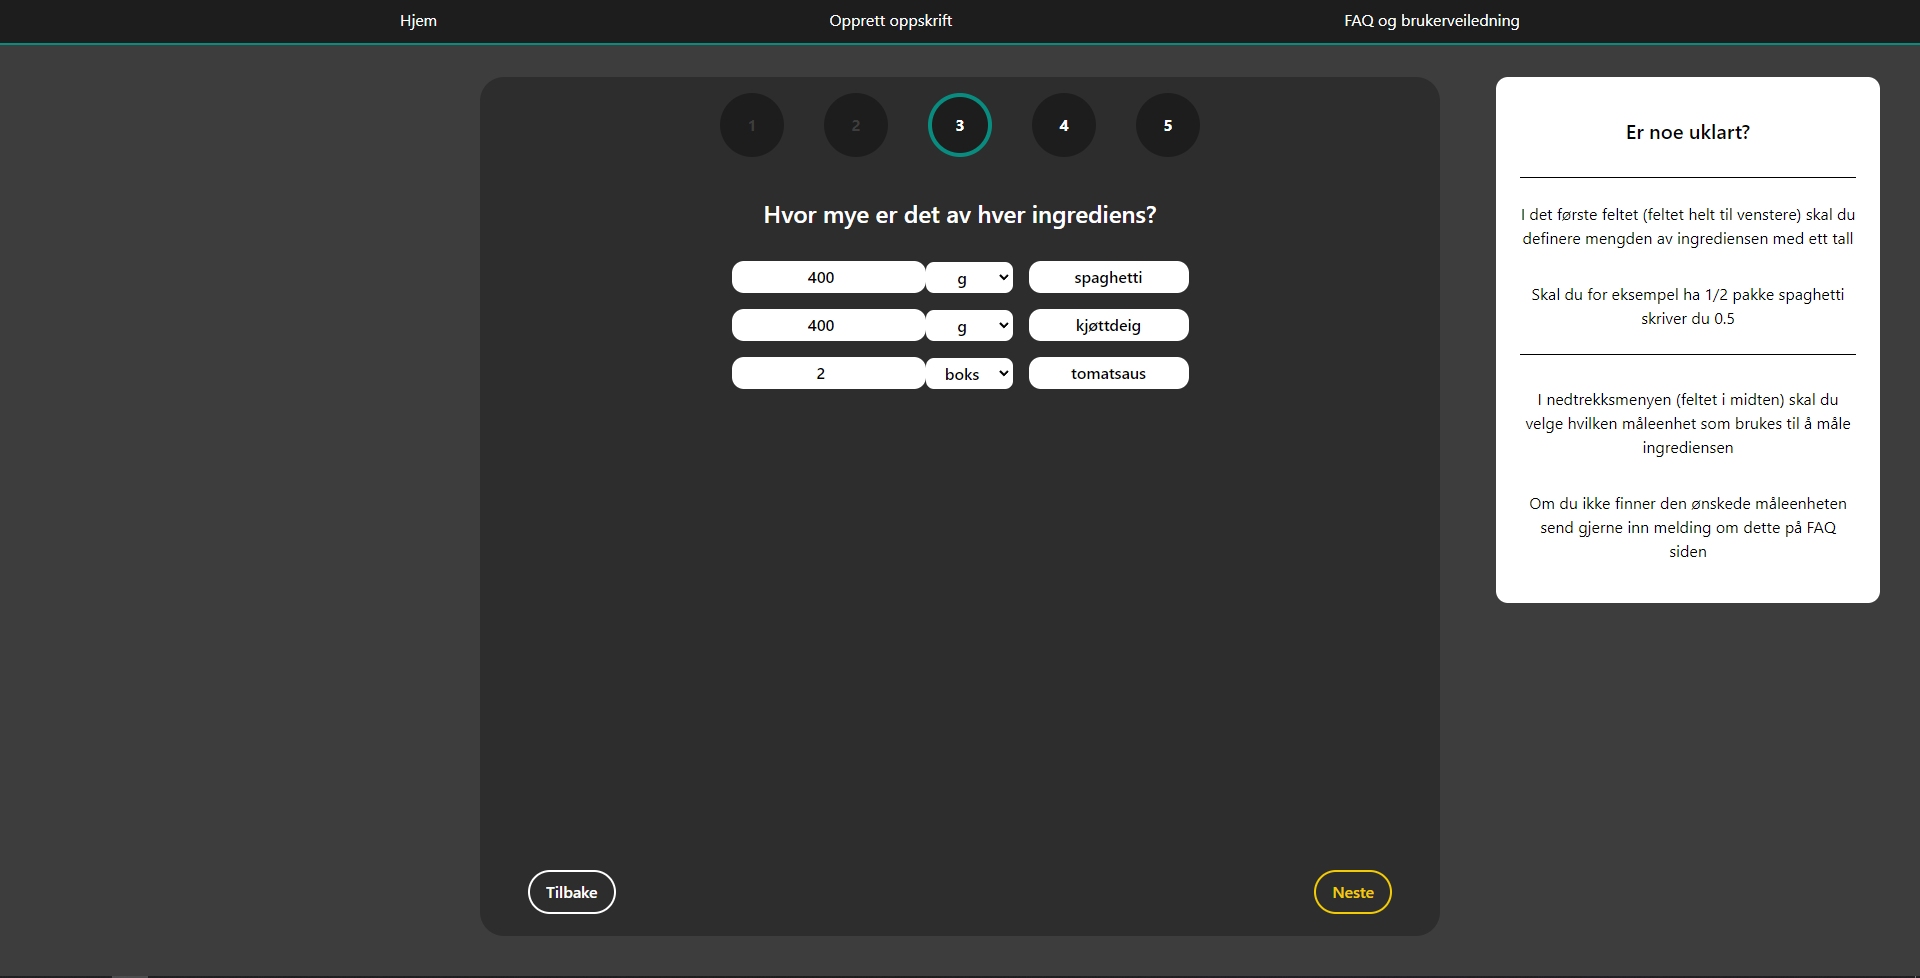 Hjem Opprett oppskrift FAQ og brukerveiledning
1 2 3 4 5
Hvor mye er det av hver ingrediens?
400 g spaghetti
400 g kjøttdeig
2 boks tomatsaus
Tilbake Neste
Er noe uklart?
I det første feltet (feltet helt til venstere) skal du
definere mengden av ingrediensen med ett tall
Skal du for eksempel ha 1/2 pakke spaghetti
skriver du 0.5
I nedtrekksmenyen (feltet i midten) skal du
velge hvilken måleenhet som brukes til å måle
ingrediensen
Om du ikke finner den ønskede måleenheten
send gjerne inn melding om dette på FAQ
siden